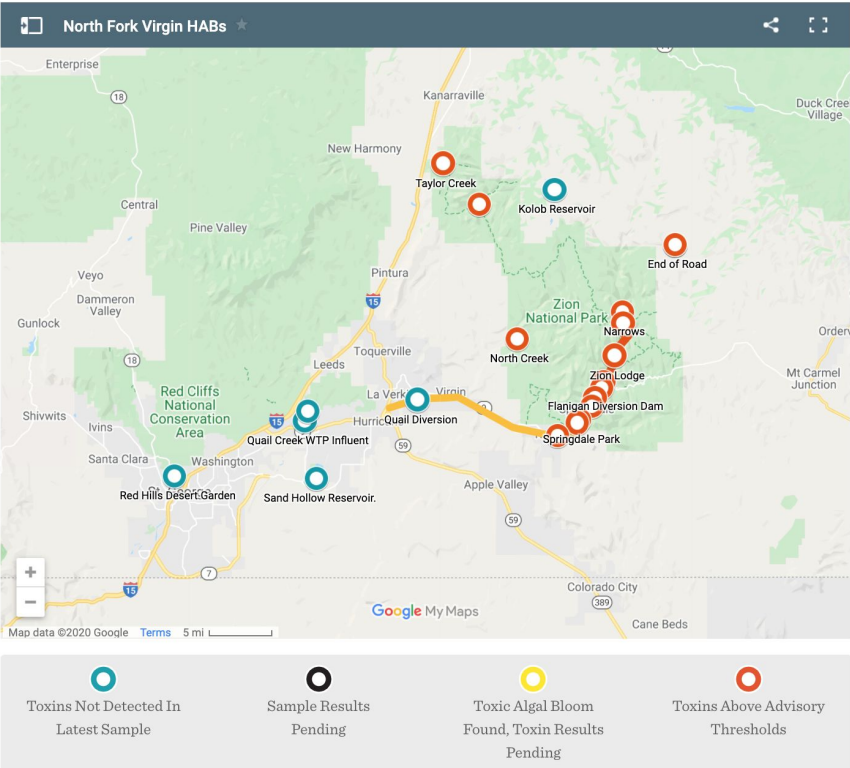 North Fork Virgin HABs
Enterprise
18
Kanarraville
14
Duck Cree
Village
New Harmony
Taylor Creek
Kolob Reservoir
Central
Pine Valley
End of Road
Veyo
Pintura
15
Dammeron
Valley
Zion
National Park
Gunlock
Narrows
Orderv
Toquerville
North Creek
18
Leeds
Zion Lodge
Mt Carmel
Junction
Red Cliffs
National
Conservation
Area
La Verk
Virgin
Flanigan Diversion Dam
Shivwits
15
Hurric
Quail Diversion
9
Ivins
Quail Creek WTP Influent
Springdale Park
59
Santa Clara
Washington
Apple Valley
Red Hills Desert Garden
Sand Hollow Reservoir.
59
7
15
Colorado City
389
Google My Maps
Cane Beds
Map data ©2020 Google Terms 5 mi
Toxins Not Detected In
Latest Sample
Sample Results
Pending
Toxic Algal Bloom
Found, Toxin Results
Pending
Toxins Above Advisory
Thresholds